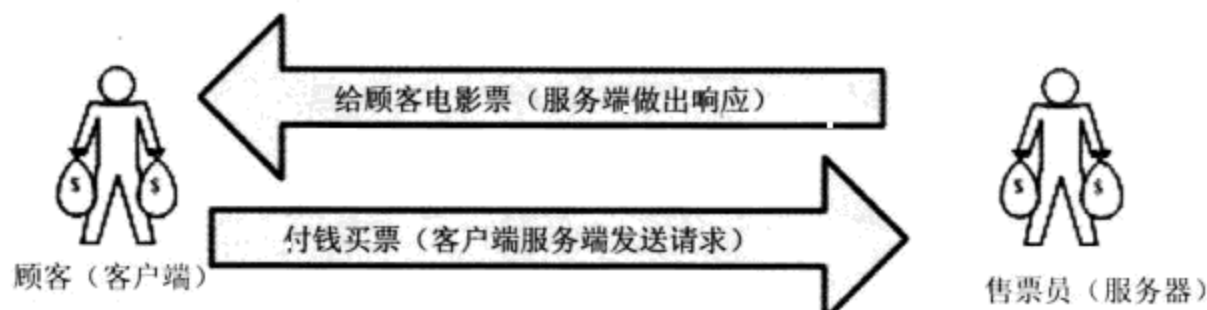 给顾客电影票（服务端做出响应）
$ $
$ $
付钱买票（客户端服务端发送请求）
顾客（客户端）
售票员（服务器）